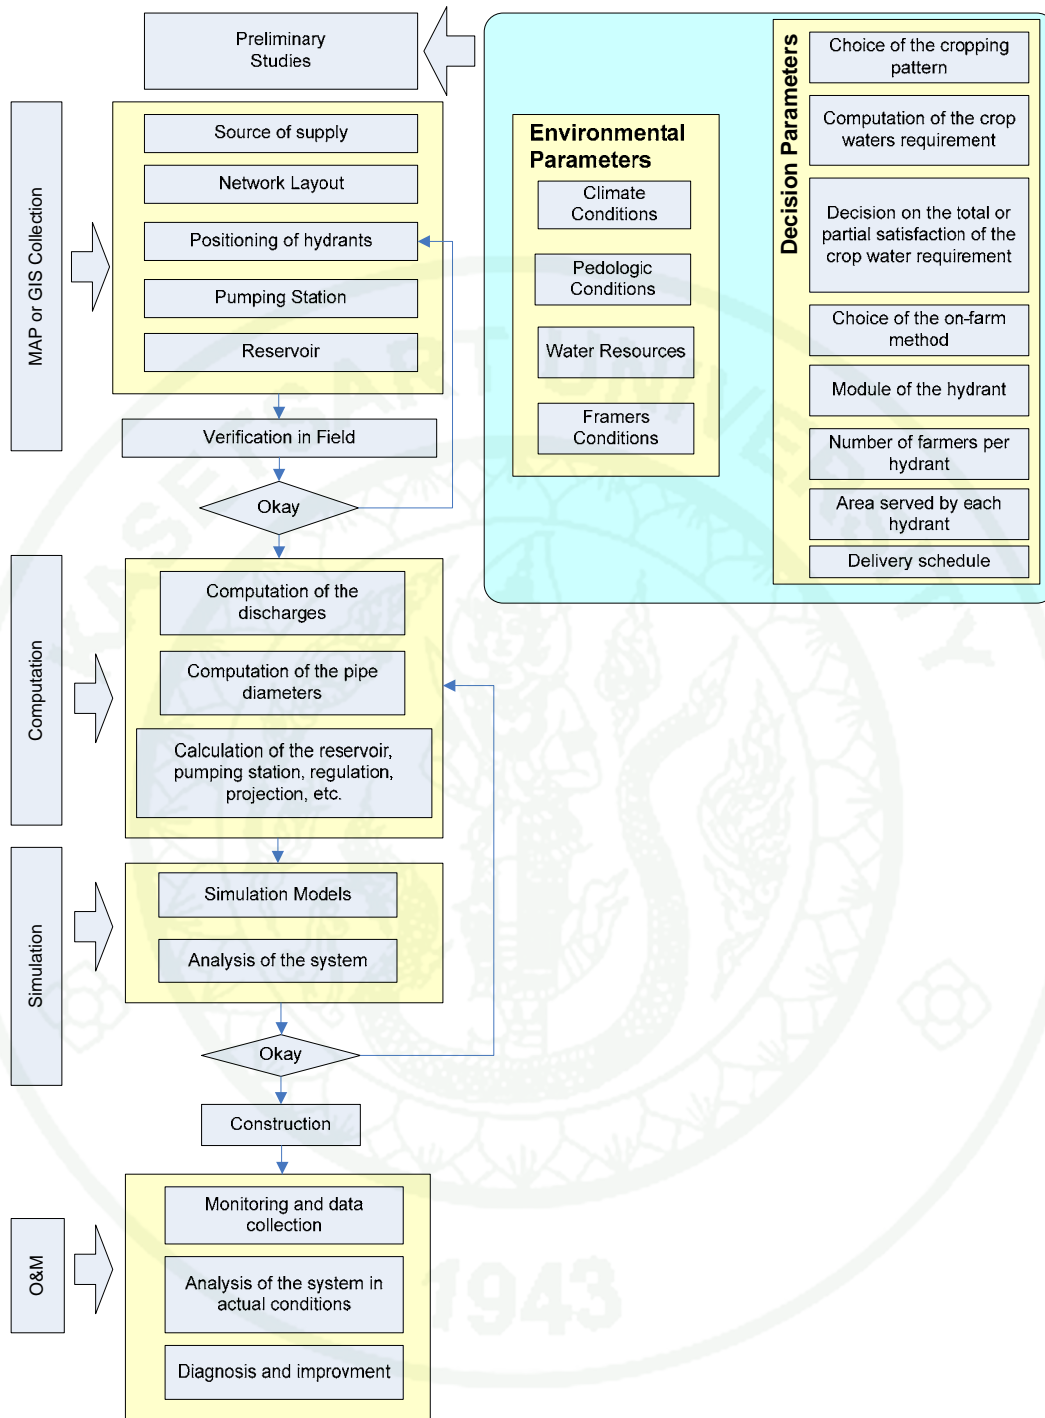 Preliminary
Studies
MAP or GIS Collection
Source of supply
Network Layout
Positioning of hydrants
Pumping Station
Reservoir
Verification in Field
Okay
Environmental
Parameters
Climate
Conditions
Pedologic
Conditions
Water Resources
Framers
Conditions
Decision Parameters
Choice of the cropping
pattern
Computation of the crop
waters requirement
Decision on the total or
partial satisfaction of the
crop water requirement
Choice of the on-farm
method
Module of the hydrant
Number of farmers per
hydrant
Area served by each
hydrant
Delivery schedule
Computation
Computation of the
discharges
Computation of the pipe
diameters
Calculation of the reservoir,
pumping station, regulation,
projection, etc.
Simulation
Simulation Models
Analysis of the system
Okay
Construction
O&M
Monitoring and data
collection
Analysis of the system in
actual conditions
Diagnosis and improvment
KASETSART UNIVERSITY
1943